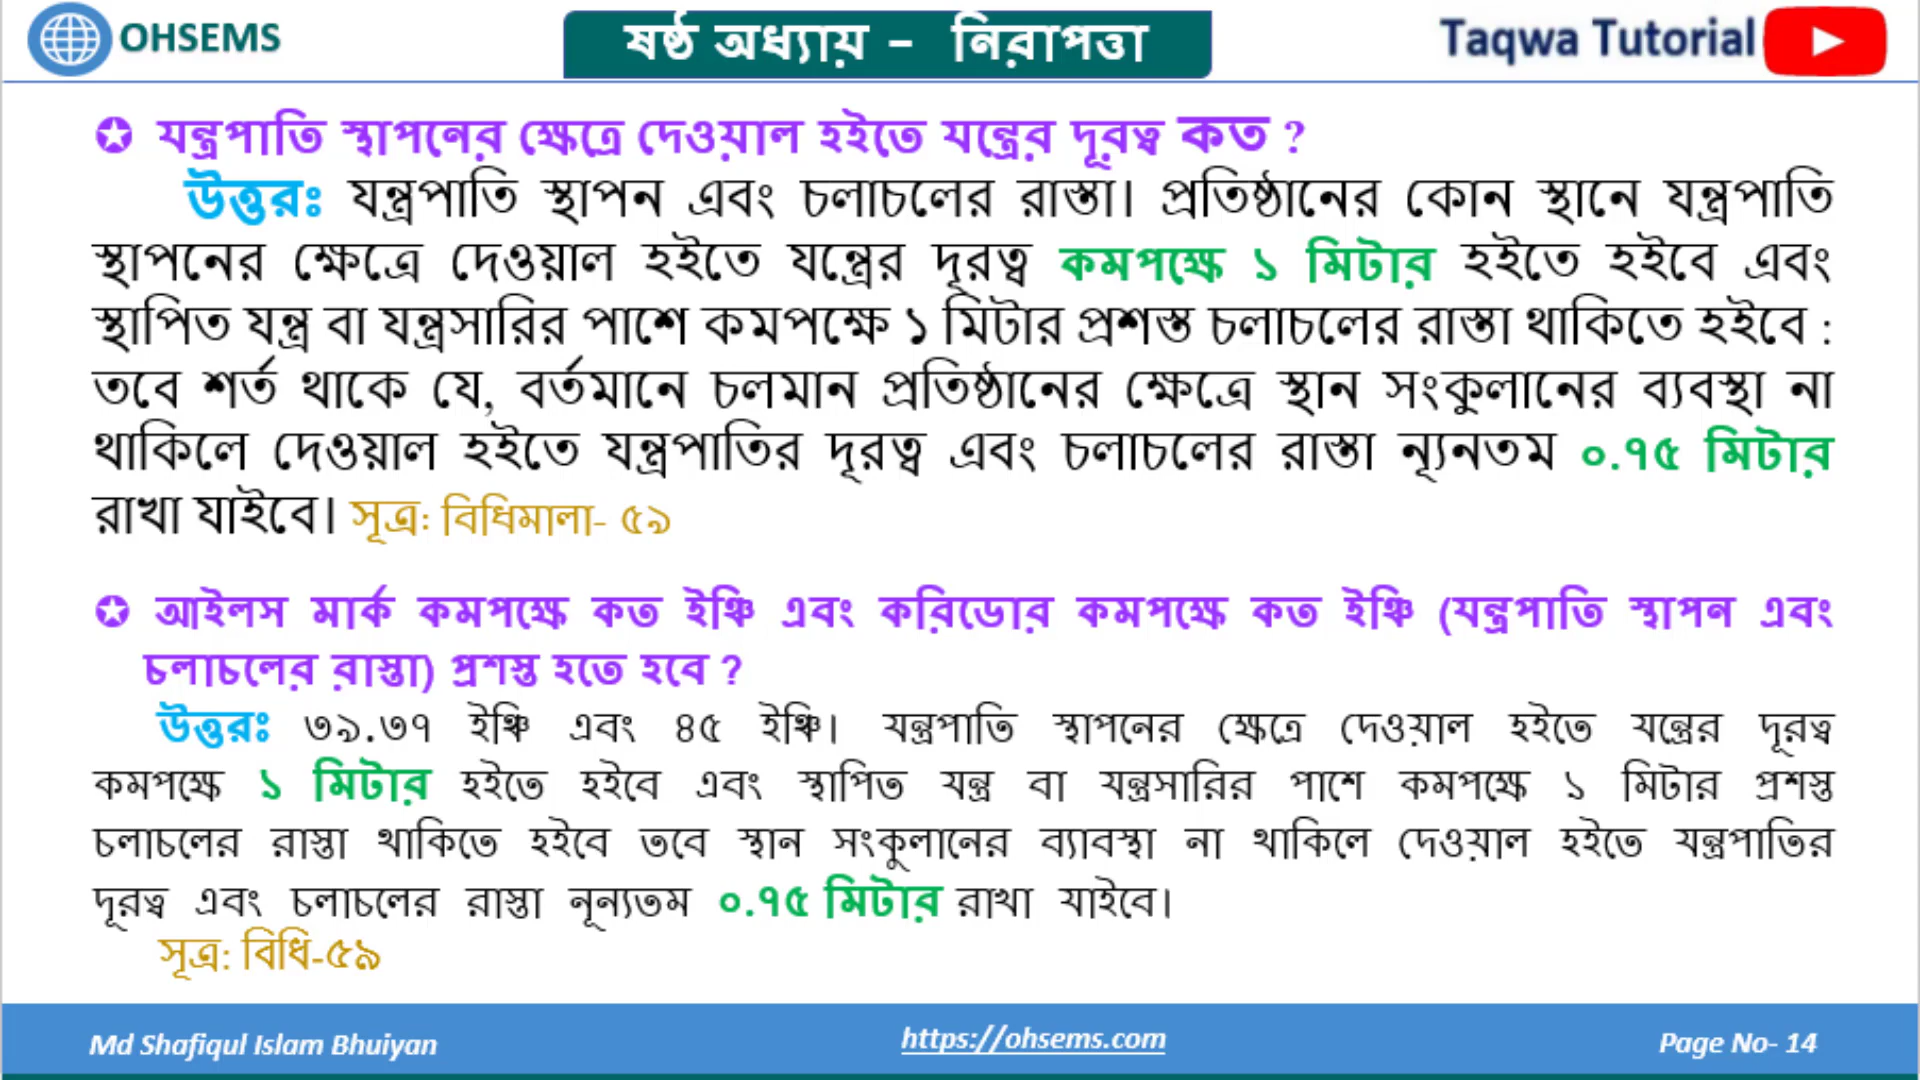 OHSEMS
ষষ্ঠ অধ্যায় – নিরাপত্তা
Taqwa Tutorial
✪ যন্ত্রপাতি স্থাপনের ক্ষেত্রে দেওয়াল হইতে যন্ত্রের দূরত্ব কত ?
উত্তরঃ যন্ত্রপাতি স্থাপন এবং চলাচলের রাস্তা। প্রতিষ্ঠানের কোন স্থানে যন্ত্রপাতি
স্থাপনের ক্ষেত্রে দেওয়াল হইতে যন্ত্রের দূরত্ব কমপক্ষে ১ মিটার হইতে হইবে এবং
স্থাপিত যন্ত্র বা যন্ত্রসারির পাশে কমপক্ষে ১ মিটার প্রশস্ত চলাচলের রাস্তা থাকিতে হইবে :
তবে শর্ত থাকে যে, বর্তমানে চলমান প্রতিষ্ঠানের ক্ষেত্রে স্থান সংকুলানের ব্যবস্থা না
থাকিলে দেওয়াল হইতে যন্ত্রপাতির দূরত্ব এবং চলাচলের রাস্তা ন্যূনতম ০.৭৫ মিটার
রাখা যাইবে। সূত্র: বিধিমালা- ৫৯
✪ আইলস মার্ক কমপক্ষে কত ইঞ্চি এবং করিডোর কমপক্ষে কত ইঞ্চি (যন্ত্রপাতি স্থাপন এবং
চলাচলের রাস্তা) প্রশস্ত হতে হবে ?
উত্তরঃ ৩৯.৩৭ ইঞ্চি এবং ৪৫ ইঞ্চি। যন্ত্রপাতি স্থাপনের ক্ষেত্রে দেওয়াল হইতে যন্ত্রের দূরত্ব
কমপক্ষে ১ মিটার হইতে হইবে এবং স্থাপিত যন্ত্র বা যন্ত্রসারির পাশে কমপক্ষে ১ মিটার প্রশস্ত
চলাচলের রাস্তা থাকিতে হইবে তবে স্থান সংকুলানের ব্যাবস্থা না থাকিলে দেওয়াল হইতে যন্ত্রপাতির
দূরত্ব এবং চলাচলের রাস্তা নূন্যতম ০.৭৫ মিটার রাখা যাইবে।
সূত্র: বিধি-৫৯
Md Shafiqul Islam Bhuiyan
https://ohsems.com
Page No- 14